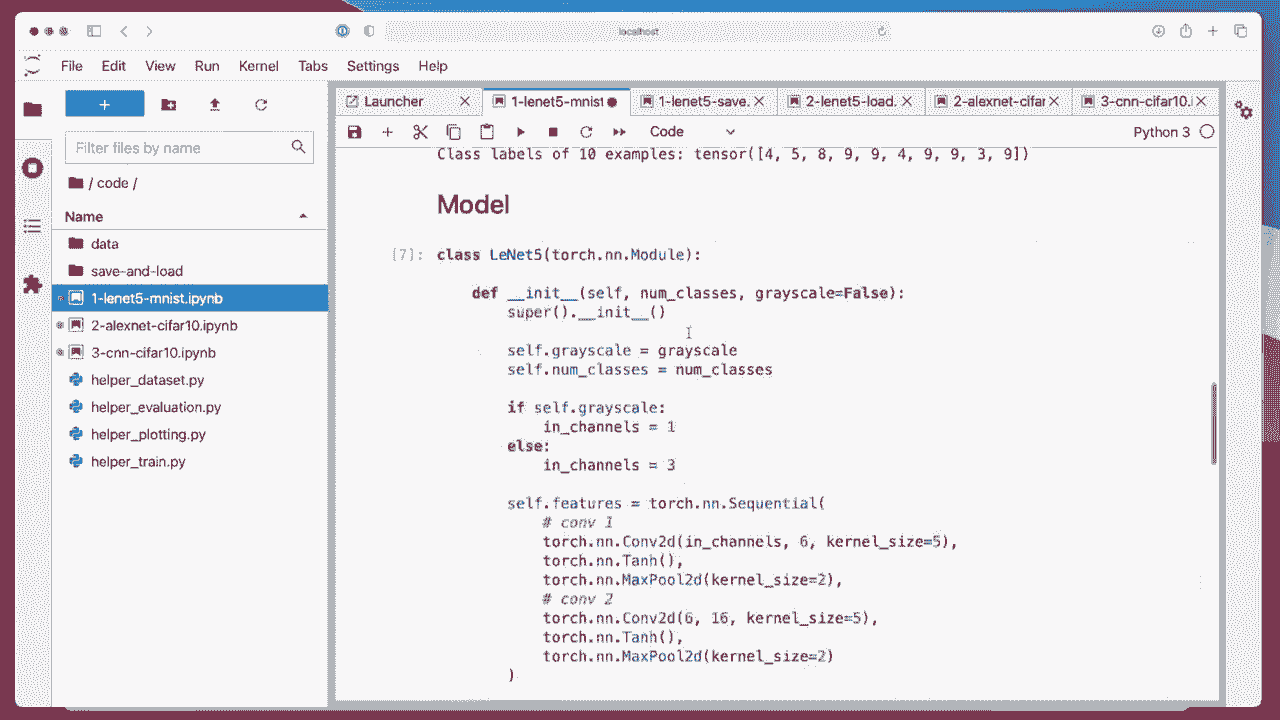 localhost
File Edit View Run Kernel Tabs Settings Help
Launcher 1-lenet5-mnist 1-lenet5-save. 2-lenet5-load. 2-alexnet-cifar 3-cnn-cifar10.
Filter files by name
Code Python 3
/ code /
Name
data
save-and-load
1-lenet5-mnist.ipynb
2-alexnet-cifar10.ipynb
3-cnn-cifar10.ipynb
helper_dataset.py
helper_evaluation.py
helper_plotting.py
helper_train.py
Class labels of 10 examples: tensor([4, 5, 8, 9, 9, 4, 9, 9, 3, 9]
Model
[7]: class LeNet5(torch.nn.Module):
def __init__(self, num_classes, grayscale=False):
super().__init__()
self.grayscale = grayscale
self.num_classes = num_classes
if self.grayscale:
in_channels = 1
else:
in_channels = 3
self.features = torch.nn.Sequential(
# conv 1
torch.nn.Conv2d(in_channels, 6, kernel_size=5),
torch.nn.Tanh(),
torch.nn.MaxPool2d(kernel_size=2),
# conv 2
torch.nn.Conv2d(6, 16, kernel_size=5),
torch.nn.Tanh(),
torch.nn.MaxPool2d(kernel_size=2)
)